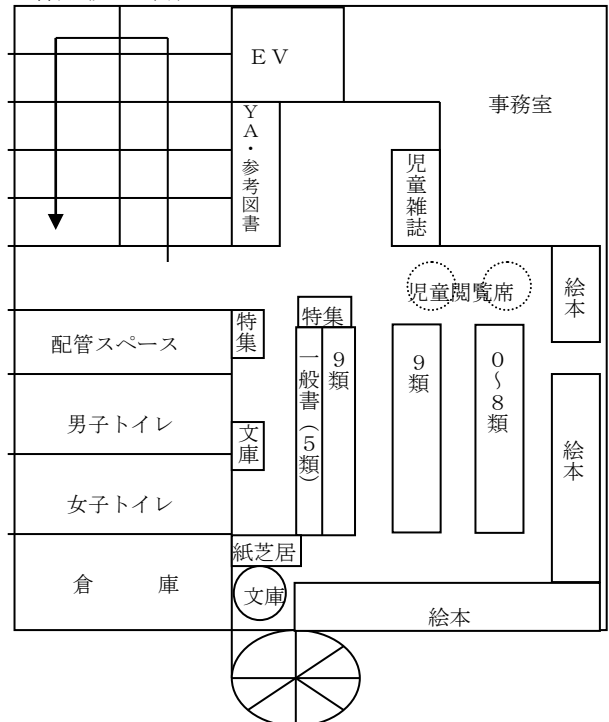 ＥＶ
事務室
ＹＡ・参考図書
児童雑誌
児童閲覧席
絵本
特集
特集
配管スペース
一般書（５類）
９類
９類
０～８類
男子トイレ
文庫
絵本
女子トイレ
紙芝居
倉　庫
文庫
絵本